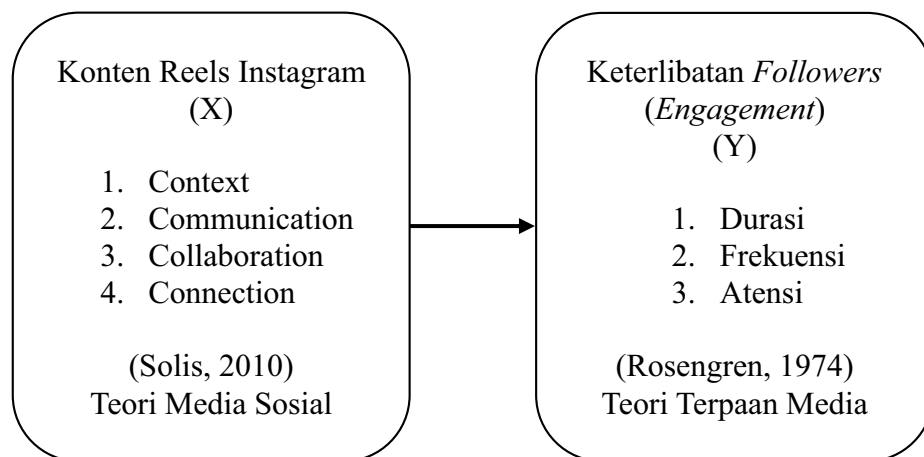 Konten Reels Instagram
(X)
1. Context
2. Communication
3. Collaboration
4. Connection
(Solis, 2010)
Teori Media Sosial
Keterlibatan Followers
(Engagement)
(Y)
1. Durasi
2. Frekuensi
3. Atensi
(Rosengren, 1974)
Teori Terpaan Media